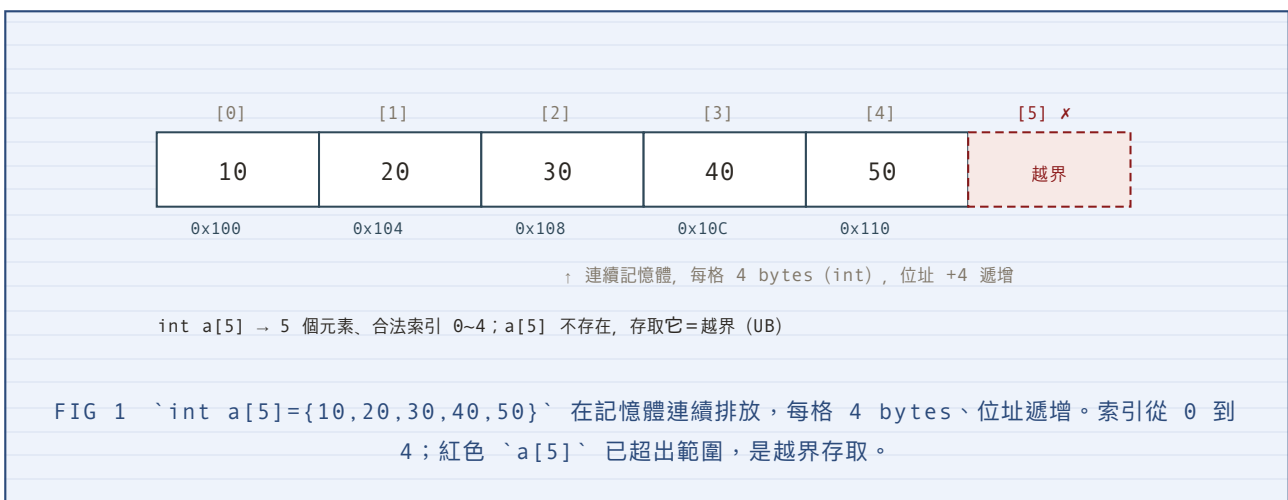 [0] [1] [2] [3] [4] [5] ✗
10 20 30 40 50 越界
0x100 0x104 0x108 0x10C 0x110
↑ 連續記憶體, 每格 4 bytes (int) , 位址 +4 遞增
int a[5] → 5 個元素、合法索引 0~4；a[5] 不存在, 存取它=越界 (UB)
FIG 1 `int a[5]={10,20,30,40,50}` 在記憶體連續排放，每格 4 bytes、位址遞增。索引從 0 到
4；紅色 `a[5]` 已超出範圍，是越界存取。